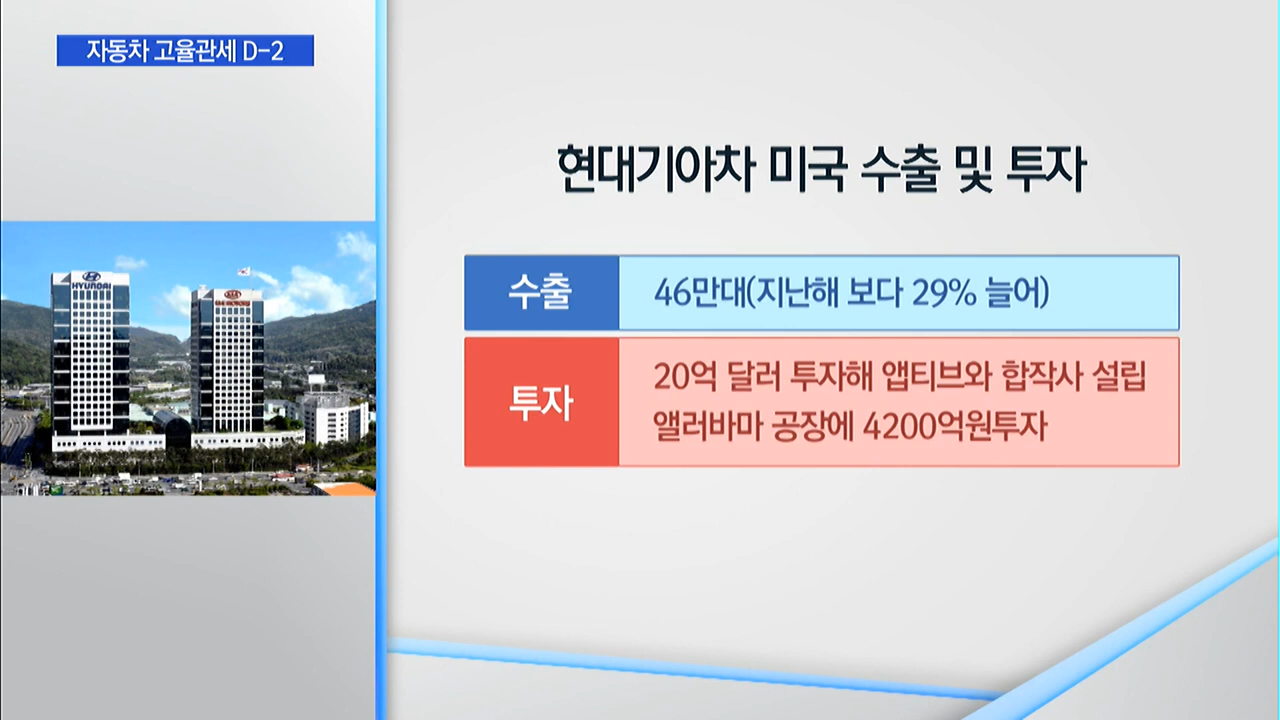 자동차 고율관세 D-2
현대기아차 미국 수출 및 투자
수출
46만대(지난해 보다 29% 늘어)
투자
20억 달러 투자해 앱티브와 합작사 설립
앨러바마 공장에 4200억원투자
HYUNDAI
KIA MOTORS